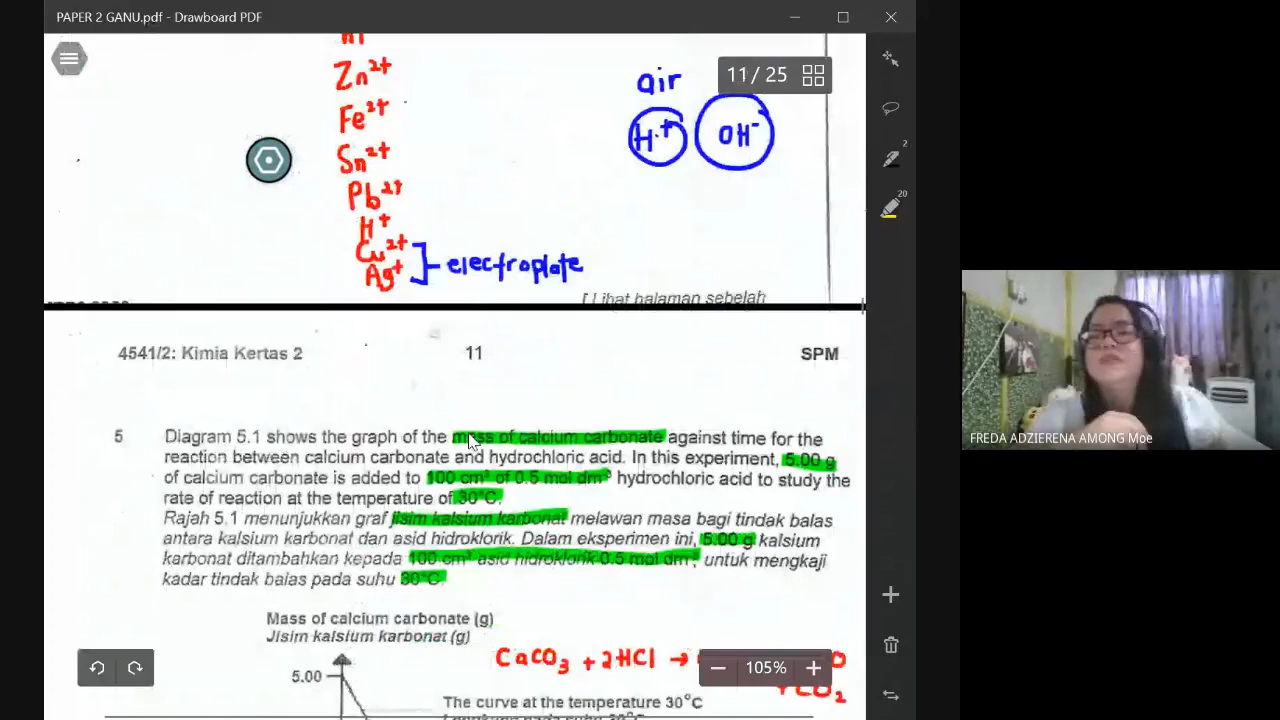 PAPER 2 GANU.pdf - Drawboard PDF
11 / 25
2
20
Zn²⁺
Fe²⁺
Sn²⁺
Pb²⁺
H⁺
Cu²⁺
Ag⁺
electroplate
air
H⁺ OH⁻
[ Lihat halaman sebelah
4541/2: Kimia Kertas 2 11 SPM
5 Diagram 5.1 shows the graph of the mass of calcium carbonate against time for the
reaction between calcium carbonate and hydrochloric acid. In this experiment, 5.00 g
of calcium carbonate is added to 100 cm³ of 0.5 mol dm⁻³ hydrochloric acid to study the
rate of reaction at the temperature of 30°C.
Rajah 5.1 menunjukkan graf jisim kalsium karbonat melawan masa bagi tindak balas
antara kalsium karbonat dan asid hidroklorik. Dalam eksperimen ini, 5.00 g kalsium
karbonat ditambahkan kepada 100 cm³ asid hidroklorik 0.5 mol dm⁻³, untuk mengkaji
kadar tindak balas pada suhu 30°C.
Mass of calcium carbonate (g)
Jisim kalsium karbonat (g)
CaCO₃ + 2HCl →
+ CO₂
5.00
The curve at the temperature 30°C
105%
FREDA ADZIERENA AMONG Moe